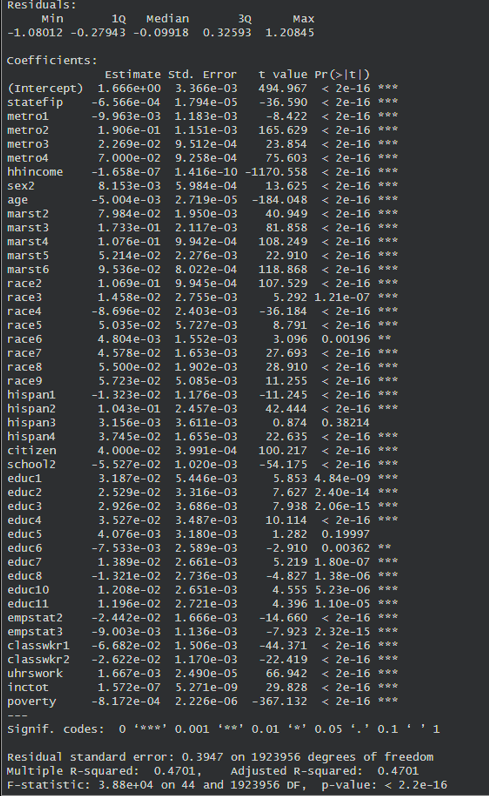 Residuals:
Min 1Q Median 3Q Max
-1.08012 -0.27943 -0.09918 0.32593 1.20845
Coefficients:
Estimate Std. Error t value Pr(>|t|)
(Intercept) 1.666e+00 3.366e-03 494.967 < 2e-16 ***
statefip -6.566e-04 1.794e-05 -36.590 < 2e-16 ***
metro1 -9.963e-03 1.183e-03 -8.422 < 2e-16 ***
metro2 1.906e-01 1.151e-03 165.629 < 2e-16 ***
metro3 2.269e-02 9.512e-04 23.854 < 2e-16 ***
metro4 7.000e-02 9.258e-04 75.603 < 2e-16 ***
hhincome -1.658e-07 1.416e-10 -1170.558 < 2e-16 ***
sex2 8.153e-03 5.984e-04 13.625 < 2e-16 ***
age -5.004e-03 2.719e-05 -184.048 < 2e-16 ***
marst2 7.984e-02 1.950e-03 40.949 < 2e-16 ***
marst3 1.733e-01 2.117e-03 81.858 < 2e-16 ***
marst4 1.076e-01 9.942e-04 108.249 < 2e-16 ***
marst5 5.214e-02 2.276e-03 22.910 < 2e-16 ***
marst6 9.536e-02 8.022e-04 118.868 < 2e-16 ***
race2 1.069e-01 9.945e-04 107.529 < 2e-16 ***
race3 1.458e-02 2.755e-03 5.292 1.21e-07 ***
race4 -8.696e-02 2.403e-03 -36.184 < 2e-16 ***
race5 5.035e-02 5.727e-03 8.791 < 2e-16 ***
race6 4.804e-03 1.552e-03 3.096 0.00196 **
race7 4.578e-02 1.653e-03 27.693 < 2e-16 ***
race8 5.500e-02 1.902e-03 28.910 < 2e-16 ***
race9 5.723e-02 5.085e-03 11.255 < 2e-16 ***
hispan1 -1.323e-02 1.176e-03 -11.245 < 2e-16 ***
hispan2 1.043e-01 2.457e-03 42.444 < 2e-16 ***
hispan3 3.156e-03 3.611e-03 0.874 0.38214
hispan4 3.745e-02 1.655e-03 22.635 < 2e-16 ***
citizen 4.000e-02 3.991e-04 100.217 < 2e-16 ***
school2 -5.527e-02 1.020e-03 -54.175 < 2e-16 ***
educ1 3.187e-02 5.446e-03 5.853 4.84e-09 ***
educ2 2.529e-02 3.316e-03 7.627 2.40e-14 ***
educ3 2.926e-02 3.686e-03 7.938 2.06e-15 ***
educ4 3.527e-02 3.487e-03 10.114 < 2e-16 ***
educ5 4.076e-03 3.180e-03 1.282 0.19997
educ6 -7.533e-03 2.589e-03 -2.910 0.00362 **
educ7 1.389e-02 2.661e-03 5.219 1.80e-07 ***
educ8 -1.321e-02 2.736e-03 -4.827 1.38e-06 ***
educ10 1.208e-02 2.651e-03 4.555 5.23e-06 ***
educ11 1.196e-02 2.721e-03 4.396 1.10e-05 ***
empstat2 -2.442e-02 1.666e-03 -14.660 < 2e-16 ***
empstat3 -9.003e-03 1.136e-03 -7.923 2.32e-15 ***
classwkr1 -6.682e-02 1.506e-03 -44.371 < 2e-16 ***
classwkr2 -2.622e-02 1.170e-03 -22.419 < 2e-16 ***
uhrswork 1.667e-03 2.490e-05 66.942 < 2e-16 ***
inctot 1.572e-07 5.271e-09 29.828 < 2e-16 ***
poverty -8.172e-04 2.226e-06 -367.132 < 2e-16 ***
---
Signif. codes: 0 ‘***’ 0.001 ‘**’ 0.01 ‘*’ 0.05 ‘.’ 0.1 ‘ ’ 1
Residual standard error: 0.3947 on 1923956 degrees of freedom
Multiple R-squared: 0.4701, Adjusted R-squared: 0.4701
F-statistic: 3.88e+04 on 44 and 1923956 DF, p-value: < 2.2e-16